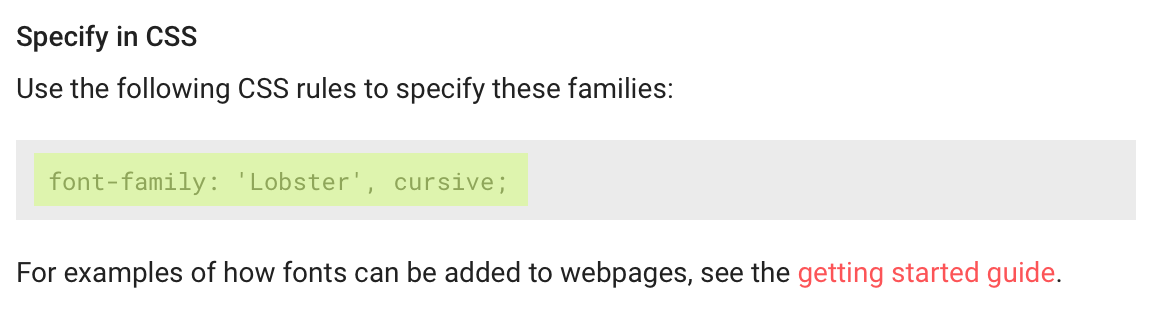 Specify in CSS
Use the following CSS rules to specify these families:
font-family: 'Lobster', cursive;
For examples of how fonts can be added to webpages, see the getting started guide.